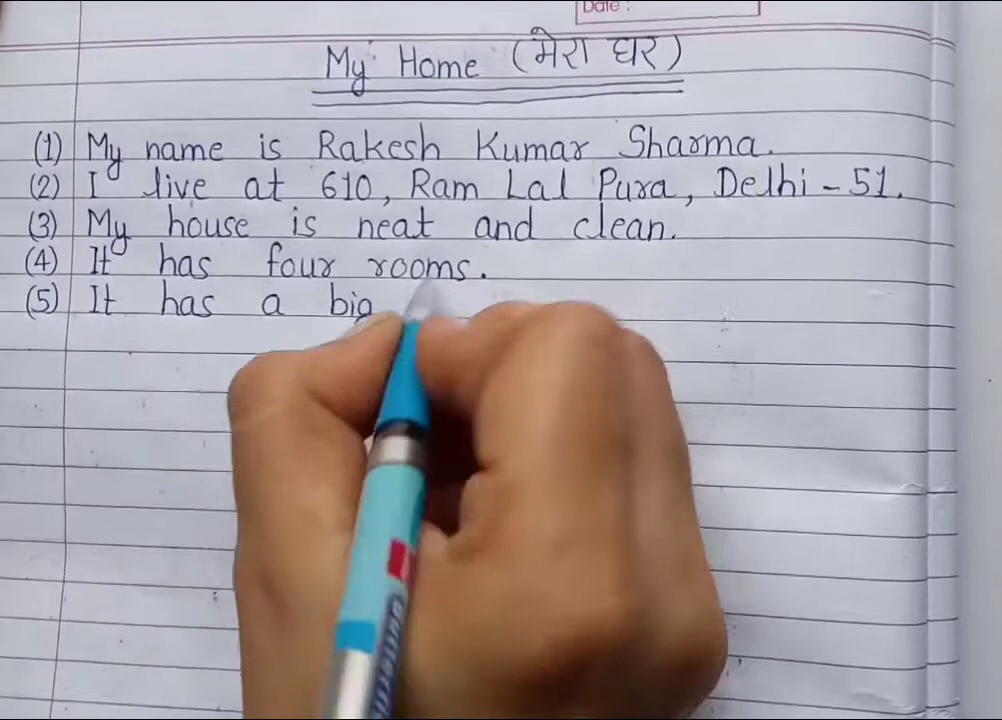 Date :
My Home (मेरा घर)
(1) My name is Rakesh Kumar Sharma.
(2) I live at 610, Ram Lal Pura, Delhi - 51.
(3) My house is neat and clean.
(4) It has four rooms.
(5) It has a big